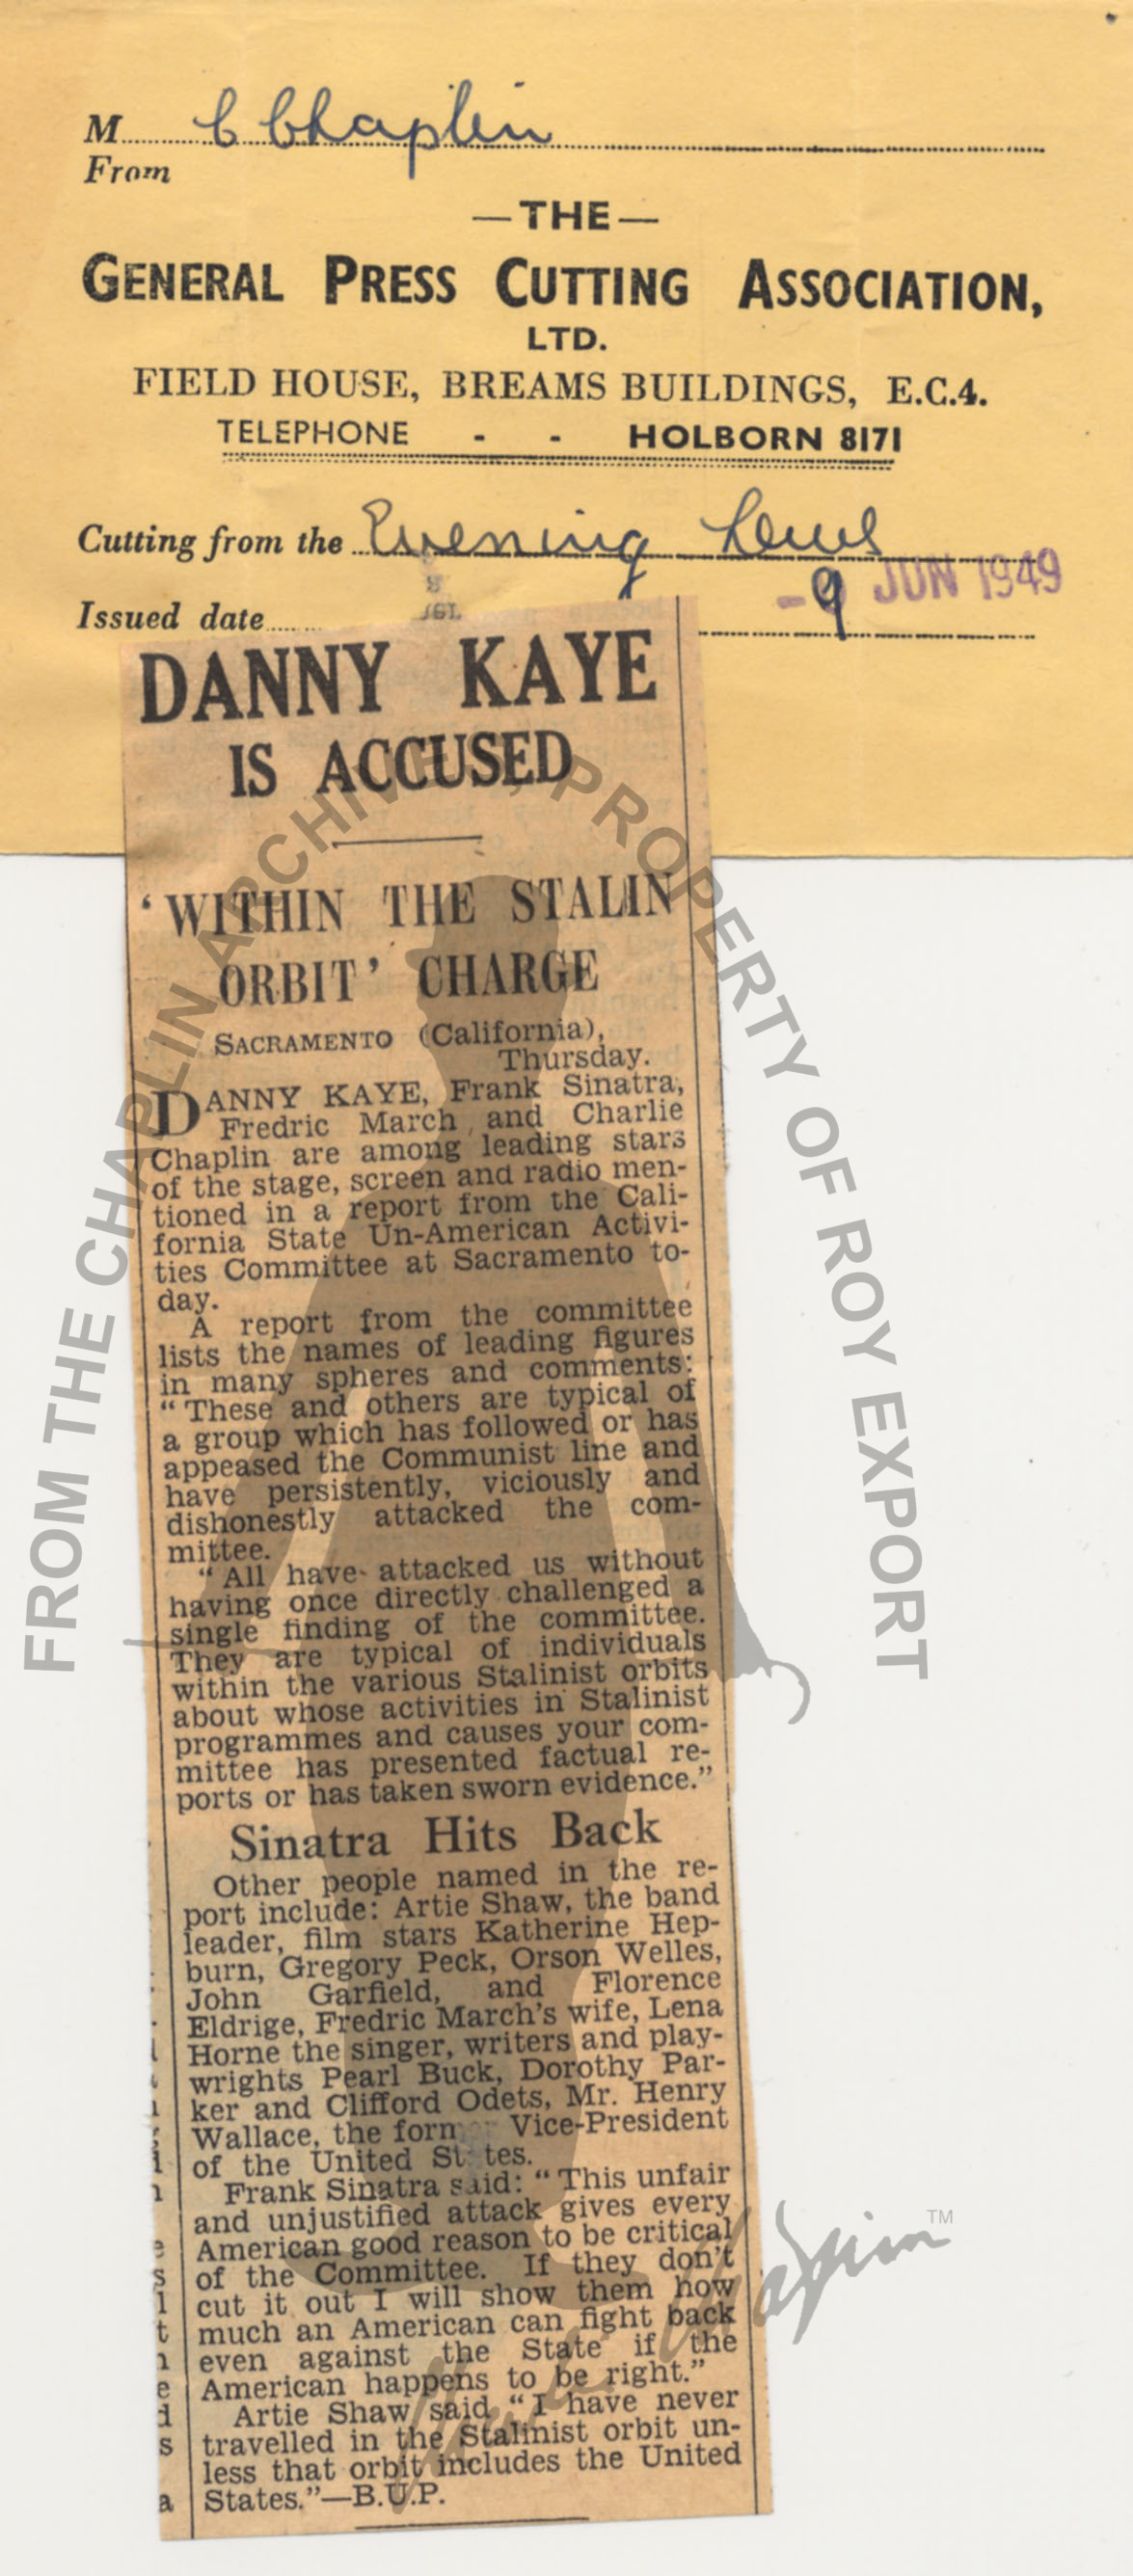 M C Chaplin
From
—THE—
GENERAL PRESS CUTTING ASSOCIATION,
LTD.
FIELD HOUSE, BREAMS BUILDINGS, E.C.4.
TELEPHONE - - HOLBORN 8171
Cutting from the Evening News
Issued date -9 JUN 1949
DANNY KAYE
IS ACCUSED
‘WITHIN THE STALIN
ORBIT’ CHARGE
SACRAMENTO (California),
Thursday.
DANNY KAYE, Frank Sinatra,
Fredric March and Charlie
Chaplin are among leading stars
of the stage, screen and radio men-
tioned in a report from the Cali-
fornia State Un-American Activi-
ties Committee at Sacramento to-
day.
A report from the committee
lists the names of leading figures
in many spheres and comments:
“These and others are typical of
a group which has followed or has
appeased the Communist line and
have persistently, viciously and
dishonestly attacked the com-
mittee.
“All have attacked us without
having once directly challenged a
single finding of the committee.
They are typical of individuals
within the various Stalinist orbits
about whose activities in Stalinist
programmes and causes your com-
mittee has presented factual re-
ports or has taken sworn evidence.”
Sinatra Hits Back
Other people named in the re-
port include: Artie Shaw, the band
leader, film stars Katherine Hep-
burn, Gregory Peck, Orson Welles,
John Garfield, and Florence
Eldrige, Fredric March's wife, Lena
Horne the singer, writers and play-
wrights Pearl Buck, Dorothy Par-
ker and Clifford Odets, Mr. Henry
Wallace, the former Vice-President
of the United States.
Frank Sinatra said: “This unfair
and unjustified attack gives every
American good reason to be critical
of the Committee. If they don't
cut it out I will show them how
much an American can fight back
even against the State if the
American happens to be right.”
Artie Shaw said “I have never
travelled in the Stalinist orbit un-
less that orbit includes the United
States.”—B.U.P.
FROM THE CHAPLIN ARCHIVES, PROPERTY OF ROY EXPORT
Charlie Chaplin TM